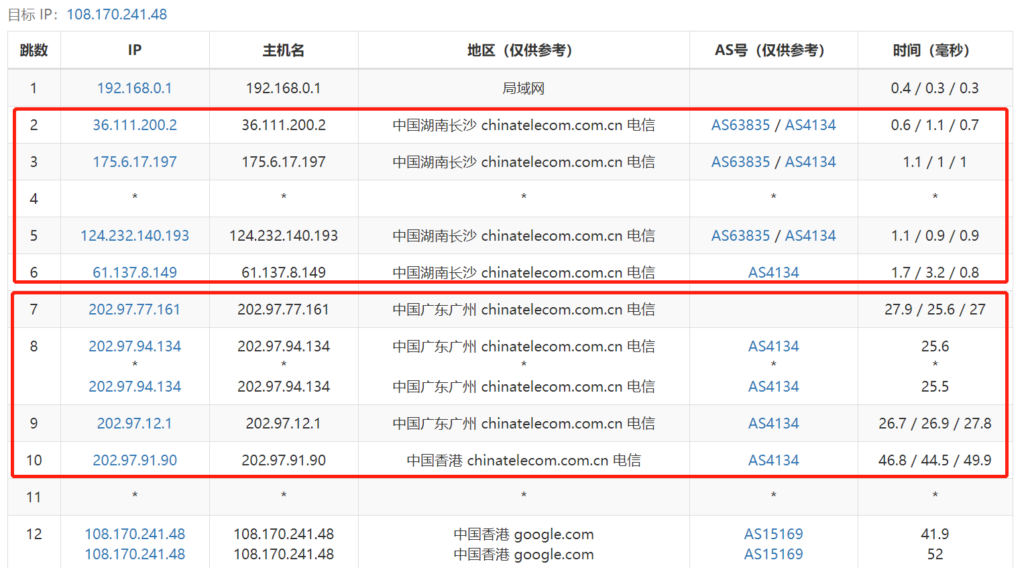 目标 IP: 108.170.241.48
跳数 IP 主机名 地区（仅供参考） AS号（仅供参考） 时间（毫秒）
1 192.168.0.1 192.168.0.1 局域网 0.4 / 0.3 / 0.3
2 36.111.200.2 36.111.200.2 中国湖南长沙 chinatelecom.com.cn 电信 AS63835 / AS4134 0.6 / 1.1 / 0.7
3 175.6.17.197 175.6.17.197 中国湖南长沙 chinatelecom.com.cn 电信 AS63835 / AS4134 1.1 / 1 / 1
4 * * * * *
5 124.232.140.193 124.232.140.193 中国湖南长沙 chinatelecom.com.cn 电信 AS63835 / AS4134 1.1 / 0.9 / 0.9
6 61.137.8.149 61.137.8.149 中国湖南长沙 chinatelecom.com.cn 电信 AS4134 1.7 / 3.2 / 0.8
7 202.97.77.161 202.97.77.161 中国广东广州 chinatelecom.com.cn 电信 27.9 / 25.6 / 27
8 202.97.94.134 202.97.94.134 中国广东广州 chinatelecom.com.cn 电信 AS4134 25.6
* * * * *
202.97.94.134 202.97.94.134 中国广东广州 chinatelecom.com.cn 电信 AS4134 25.5
9 202.97.12.1 202.97.12.1 中国广东广州 chinatelecom.com.cn 电信 AS4134 26.7 / 26.9 / 27.8
10 202.97.91.90 202.97.91.90 中国香港 chinatelecom.com.cn 电信 AS4134 46.8 / 44.5 / 49.9
11 * * * * *
12 108.170.241.48 108.170.241.48 中国香港 google.com AS15169 41.9
108.170.241.48 108.170.241.48 中国香港 google.com AS15169 52